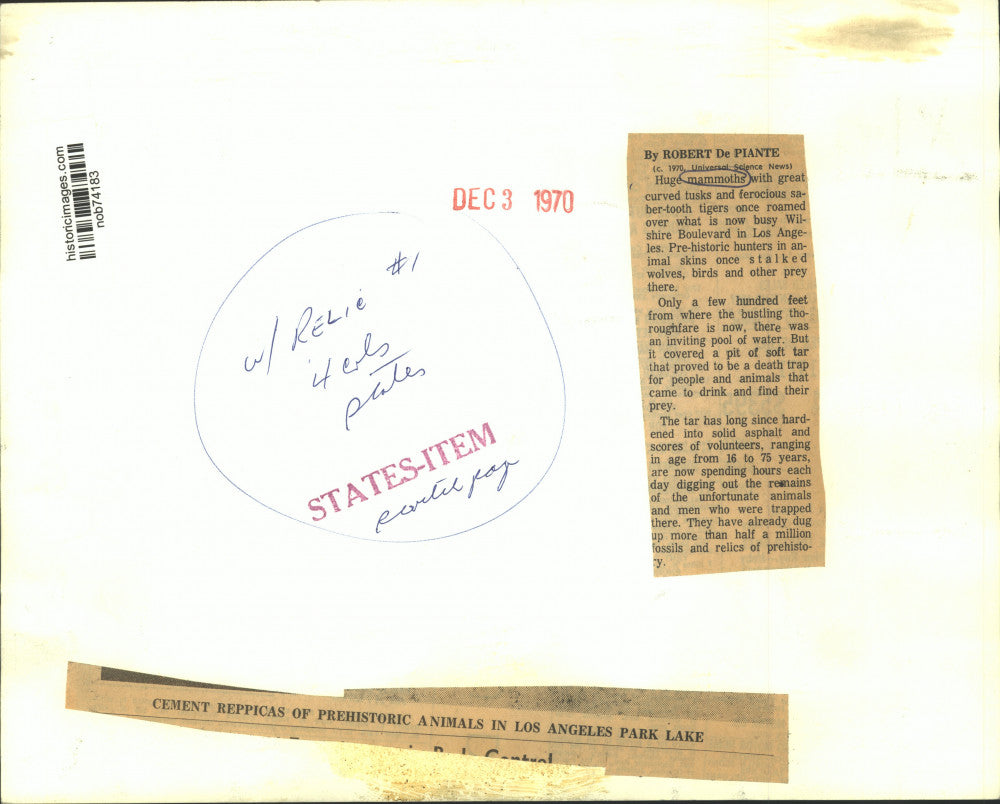 historicimages.com
nob74183
DEC 3 1970
w/ RELIC #1
4 cols
plates
STATES-ITEM
By ROBERT De PIANTE
(c. 1970, Universal Science News)
Huge mammoths with great
curved tusks and ferocious sa-
ber-tooth tigers once roamed
over what is now busy Wil-
shire Boulevard in Los Ange-
les. Pre-historic hunters in an-
imal skins once stalked
wolves, birds and other prey
there.
Only a few hundred feet
from where the bustling tho-
roughfare is now, there was
an inviting pool of water. But
it covered a pit of soft tar
that proved to be a death trap
for people and animals that
came to drink and find their
prey.
The tar has long since hard-
ened into solid asphalt and
scores of volunteers, ranging
in age from 16 to 75 years,
are now spending hours each
day digging out the remains
of the unfortunate animals
and men who were trapped
there. They have already dug
up more than half a million
fossils and relics of prehisto-
ry.
CEMENT REPPICAS OF PREHISTORIC ANIMALS IN LOS ANGELES PARK LAKE
Control